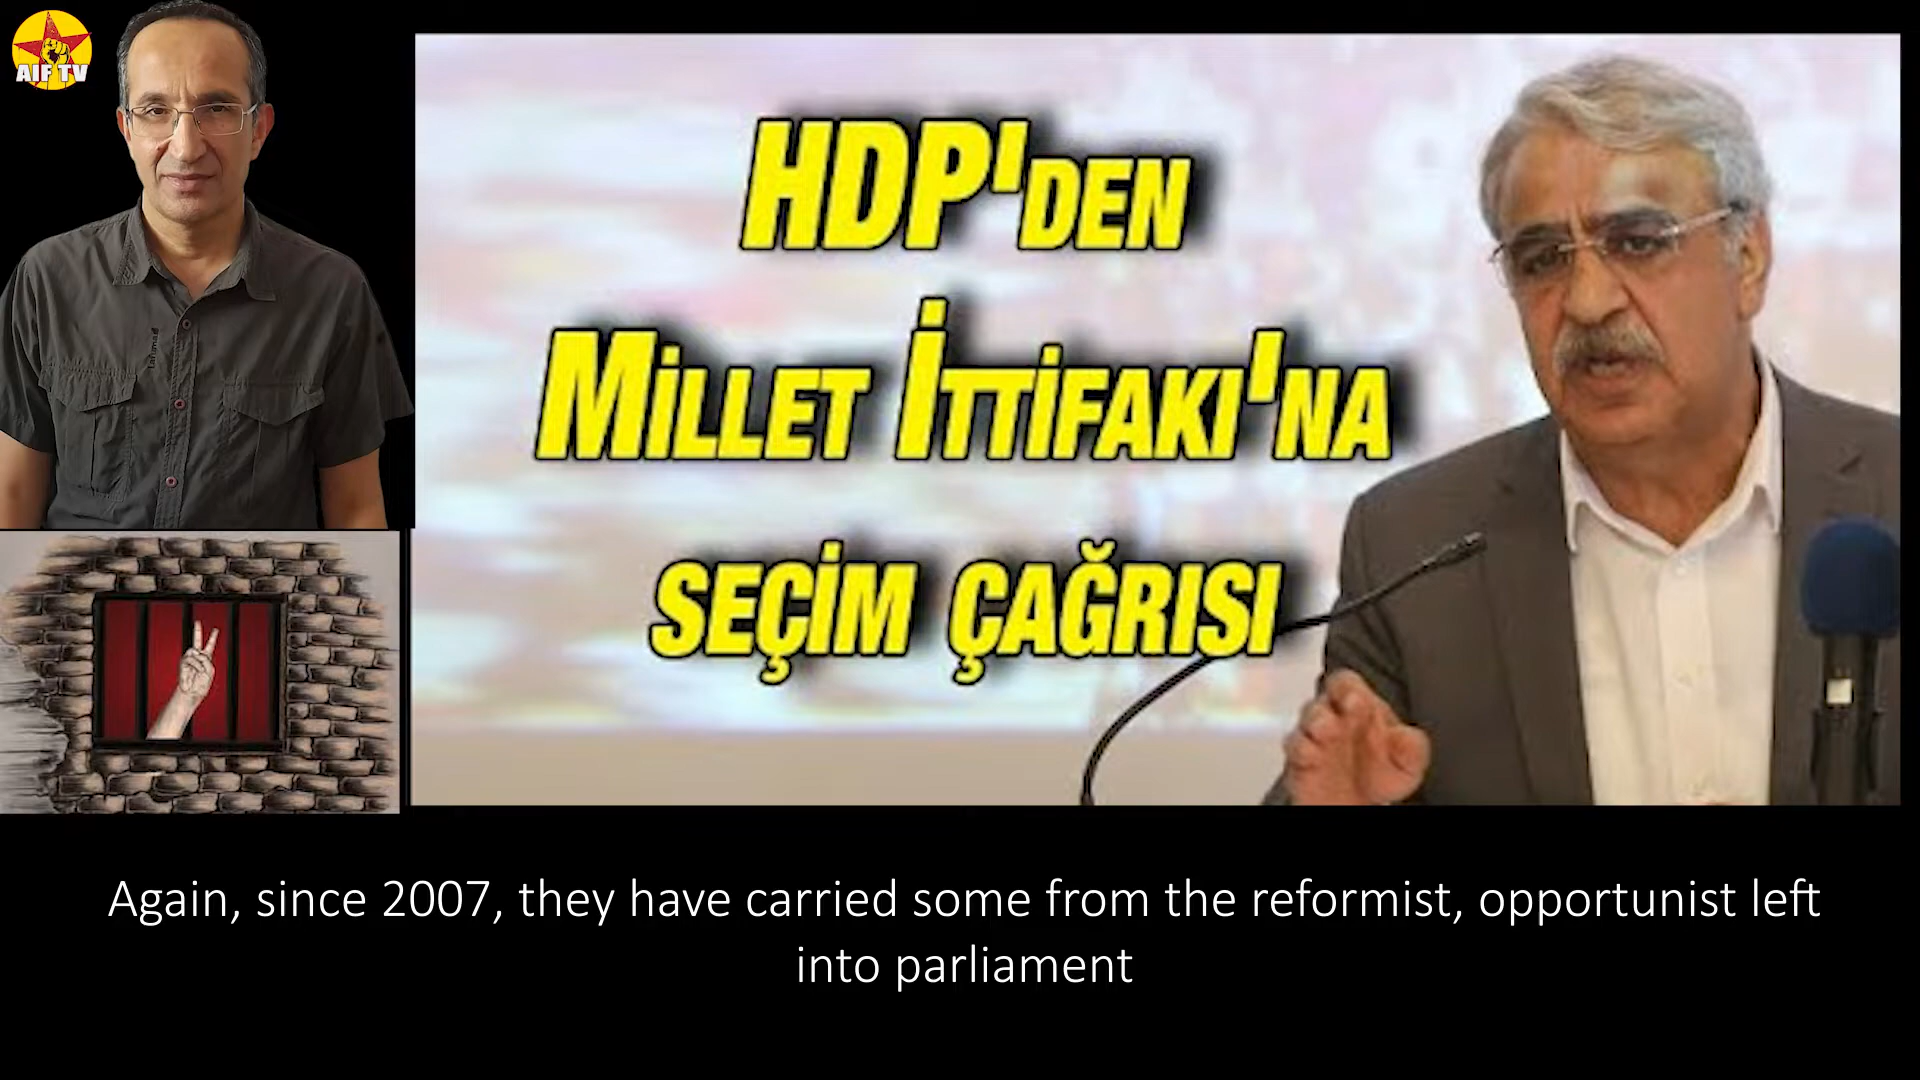 AIF TV
HDP'DEN
MİLLET İTTİFAKI'NA
SEÇİM ÇAĞRISI
Again, since 2007, they have carried some from the reformist, opportunist left
into parliament